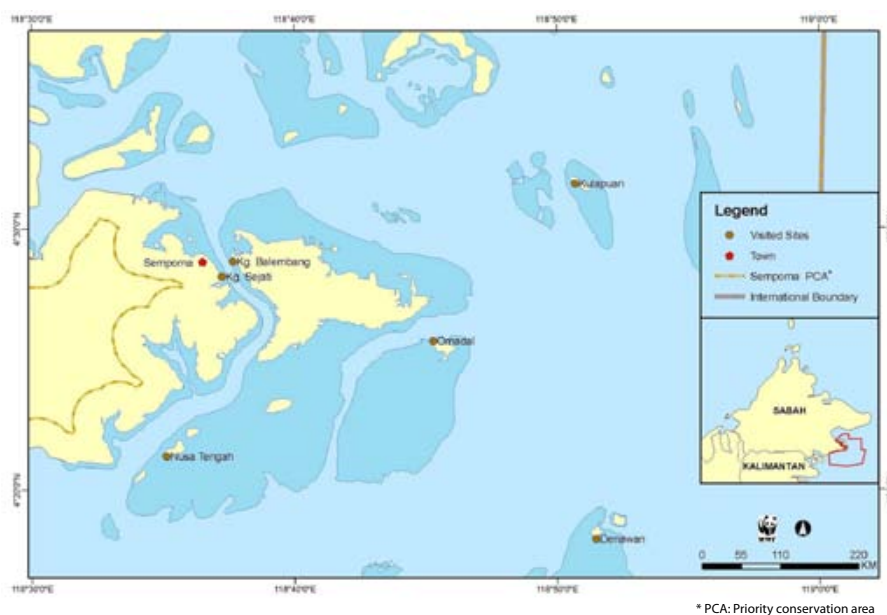 118°30'0"E
118°40'0"E
118°50'0"E
119°0'0"E
4°30'0"N
4°20'0"N
Kulapuan
Semporna
Kg. Balembang
Kg. Sejati
Omadal
Nusa Tengah
Denawan
Legend
Visited Sites
Town
Semporna PCA*
International Boundary
SABAH
KALIMANTAN
WWF
0 55 110 220
KM
118°30'0"E
118°40'0"E
118°50'0"E
119°0'0"E
* PCA: Priority conservation area